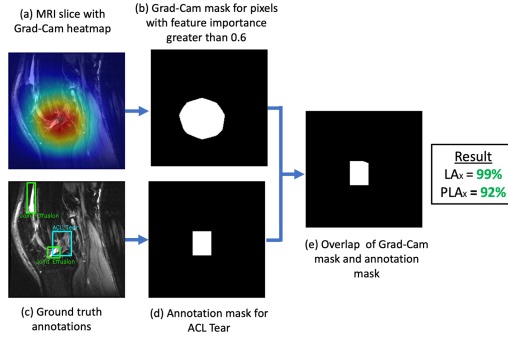 (a) MRI slice with
Grad-Cam heatmap
(b) Grad-Cam mask for pixels
with feature importance
greater than 0.6
Joint Effusion
ACL Tear
Joint Effusion
(c) Ground truth
annotations
(d) Annotation mask for
ACL Tear
(e) Overlap of Grad-Cam
mask and annotation
mask
Result
LAx = 99%
PLAx = 92%